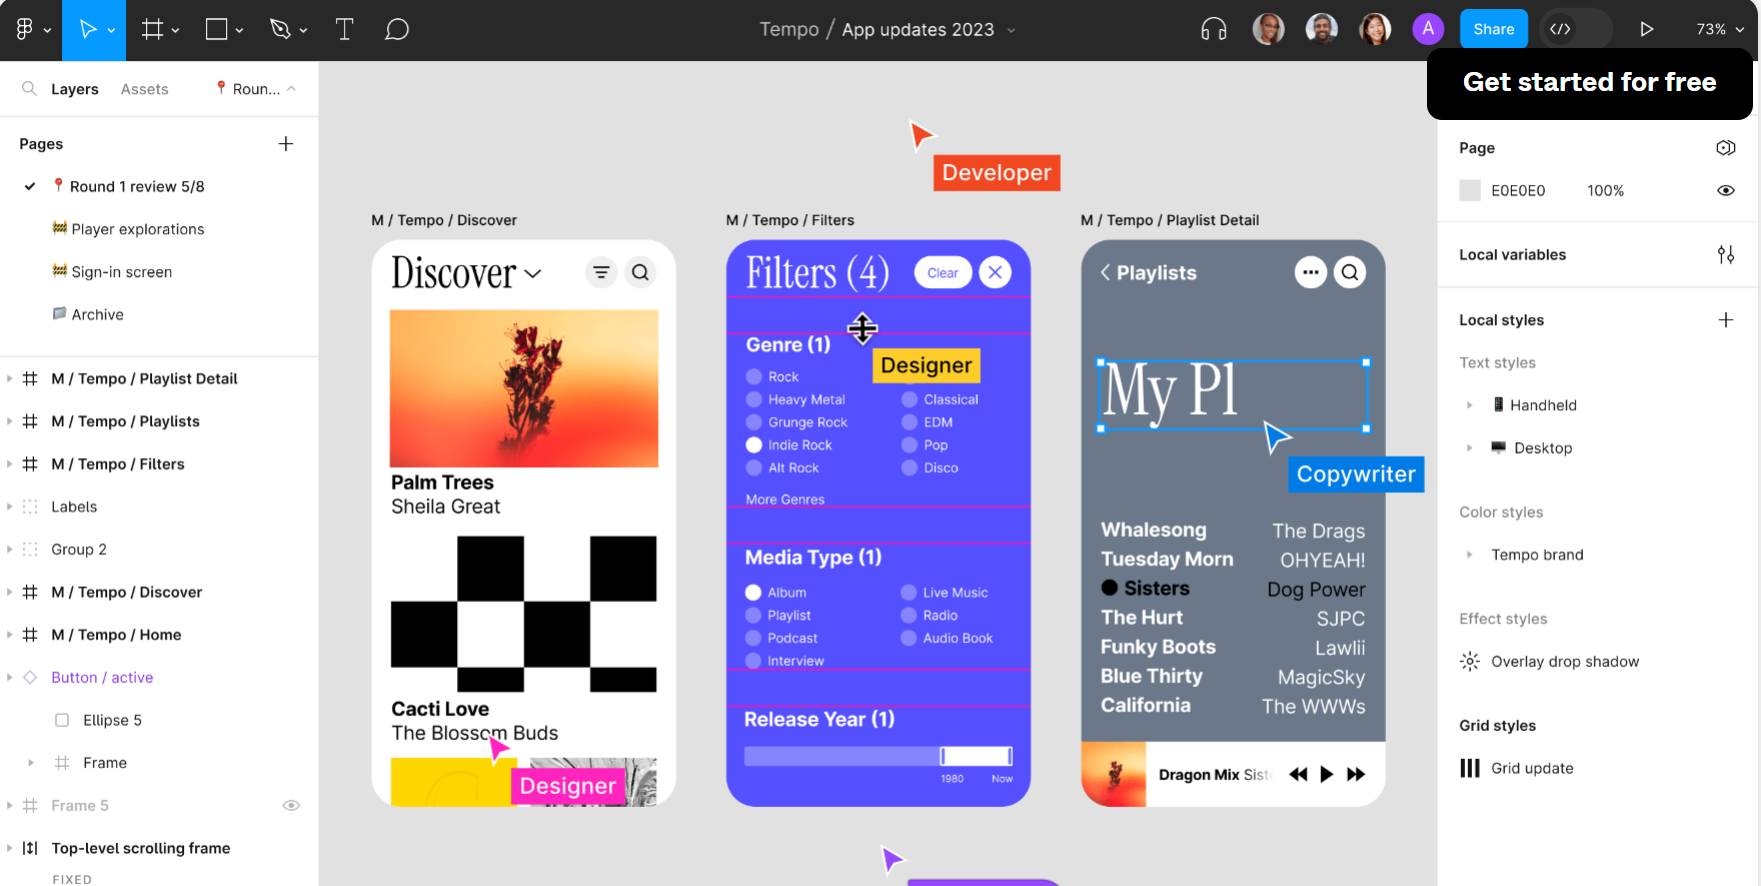 Tempo / App updates 2023
A
Share
73%
Get started for free
Layers
Assets
Roun...
Pages
Round 1 review 5/8
Player explorations
Sign-in screen
Archive
M / Tempo / Playlist Detail
M / Tempo / Playlists
M / Tempo / Filters
Labels
Group 2
M / Tempo / Discover
M / Tempo / Home
Button / active
Ellipse 5
Frame
Frame 5
Top-level scrolling frame
FIXED
Developer
M / Tempo / Discover
Discover
Palm Trees
Sheila Great
Cacti Love
The Blossom Buds
Designer
M / Tempo / Filters
Filters (4)
Clear
Genre (1)
Designer
Rock
Heavy Metal
Classical
Grunge Rock
EDM
Indie Rock
Pop
Alt Rock
Disco
More Genres
Media Type (1)
Album
Live Music
Playlist
Radio
Podcast
Audio Book
Interview
Release Year (1)
1980
Now
M / Tempo / Playlist Detail
Playlists
My Pl
Copywriter
Whalesong The Drags
Tuesday Morn OHYEAH!
Sisters Dog Power
The Hurt SJPC
Funky Boots Lawlii
Blue Thirty MagicSky
California The WWWs
Dragon Mix Sist
Page
E0E0E0 100%
Local variables
Local styles
Text styles
Handheld
Desktop
Color styles
Tempo brand
Effect styles
Overlay drop shadow
Grid styles
Grid update